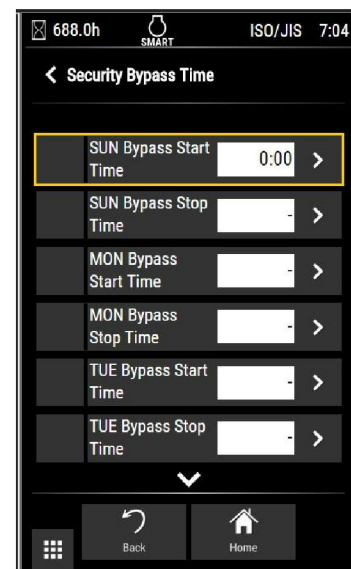 688.0h SMART ISO/JIS 7:04
Security Bypass Time
SUN Bypass Start
Time
0:00
SUN Bypass Stop
Time
-
MON Bypass
Start Time
-
MON Bypass
Stop Time
-
TUE Bypass Start
Time
-
TUE Bypass Stop
Time
-
Back Home